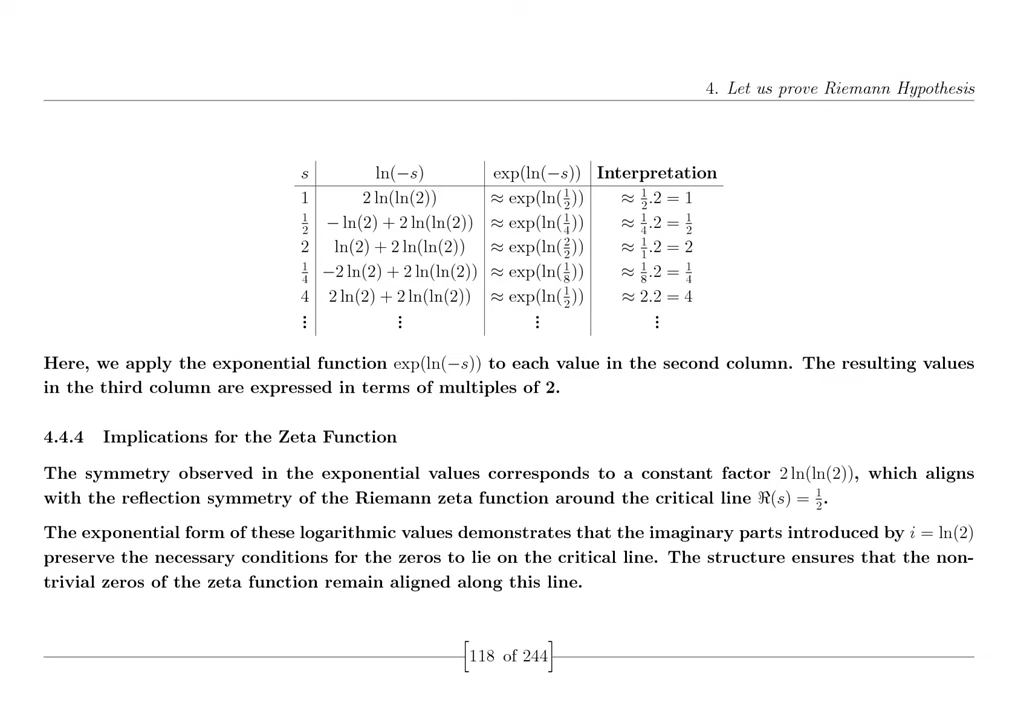 4. Let us prove Riemann Hypothesis
s | ln(−s) | exp(ln(−s)) | Interpretation
1 | 2 ln(ln(2)) | ≈ exp(ln(1/2)) | ≈ 1/2.2 = 1
1/2 | − ln(2) + 2 ln(ln(2)) | ≈ exp(ln(1/4)) | ≈ 1/4.2 = 1/2
2 | ln(2) + 2 ln(ln(2)) | ≈ exp(ln(2/2)) | ≈ 1/1.2 = 2
1/4 | −2 ln(2) + 2 ln(ln(2)) | ≈ exp(ln(1/8)) | ≈ 1/8.2 = 1/4
4 | 2 ln(2) + 2 ln(ln(2)) | ≈ exp(ln(1/2)) | ≈ 2.2 = 4
⋮ | ⋮ | ⋮ | ⋮
Here, we apply the exponential function exp(ln(−s)) to each value in the second column. The resulting values
in the third column are expressed in terms of multiples of 2.
4.4.4 Implications for the Zeta Function
The symmetry observed in the exponential values corresponds to a constant factor 2 ln(ln(2)), which aligns
with the reflection symmetry of the Riemann zeta function around the critical line ℜ(s) = 1/2.
The exponential form of these logarithmic values demonstrates that the imaginary parts introduced by i = ln(2)
preserve the necessary conditions for the zeros to lie on the critical line. The structure ensures that the non-
trivial zeros of the zeta function remain aligned along this line.
[118 of 244]